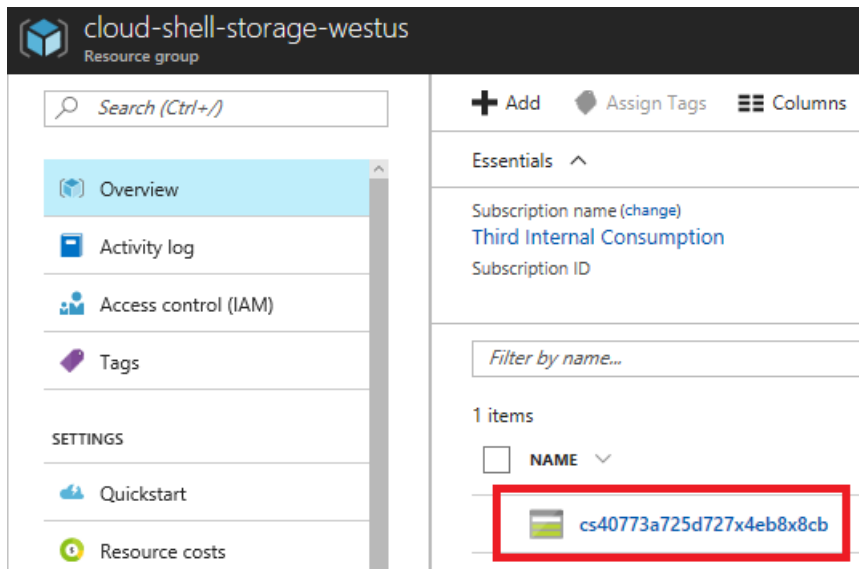 cloud-shell-storage-westus
Resource group
Search (Ctrl+/)
Overview
Activity log
Access control (IAM)
Tags
SETTINGS
Quickstart
Resource costs
Add Assign Tags Columns
Essentials
Subscription name (change)
Third Internal Consumption
Subscription ID
Filter by name...
1 items
NAME
cs40773a725d727x4eb8x8cb